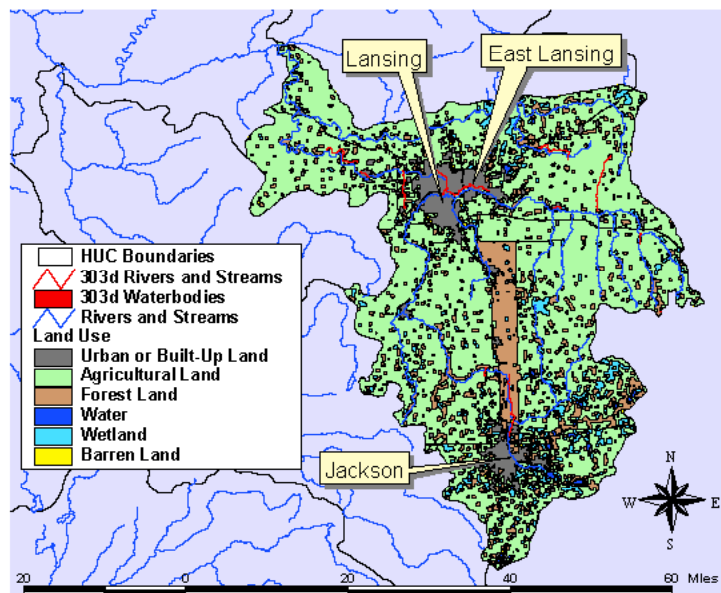 Lansing
East Lansing
HUC Boundaries
303d Rivers and Streams
303d Waterbodies
Rivers and Streams
Land Use
Urban or Built-Up Land
Agricultural Land
Forest Land
Water
Wetland
Barren Land
Jackson
N
W E
S
20 0 20 40 60 Miles